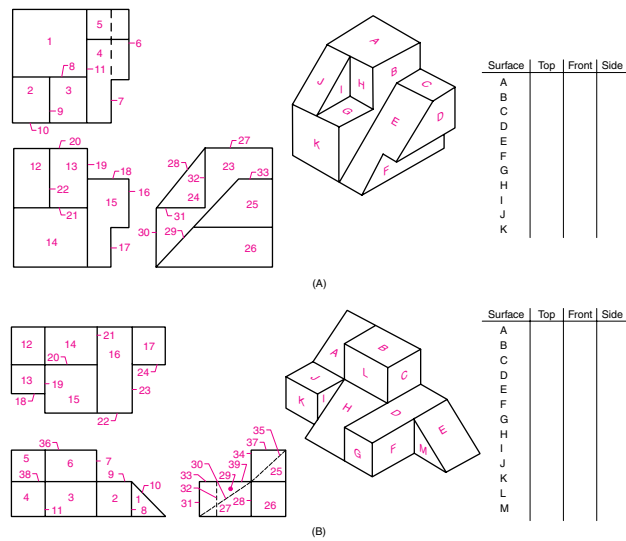 5
1
6
4
8
11
2
3
9
7
10
20
12
13
19
18
22
15
16
21
14
17
27
28
23
33
32
24
31
25
30
29
26
A
B
C
J
I
H
G
D
E
K
F
Surface Top Front Side
A
B
C
D
E
F
G
H
I
J
K
(A)
12
14
21
16
17
20
24
13
19
23
18
15
22
36
5
6
7
38
9
10
4
3
2
1
11
8
35
34
37
30
39
33
29
25
32
31
28
27
26
A
B
L
C
J
K
I
H
D
E
G
F
M
Surface Top Front Side
A
B
C
D
E
F
G
H
I
J
K
L
M
(B)